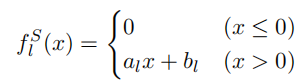 f_l^S(x) = { 0 (x ≤ 0)
a_l x + b_l (x > 0)